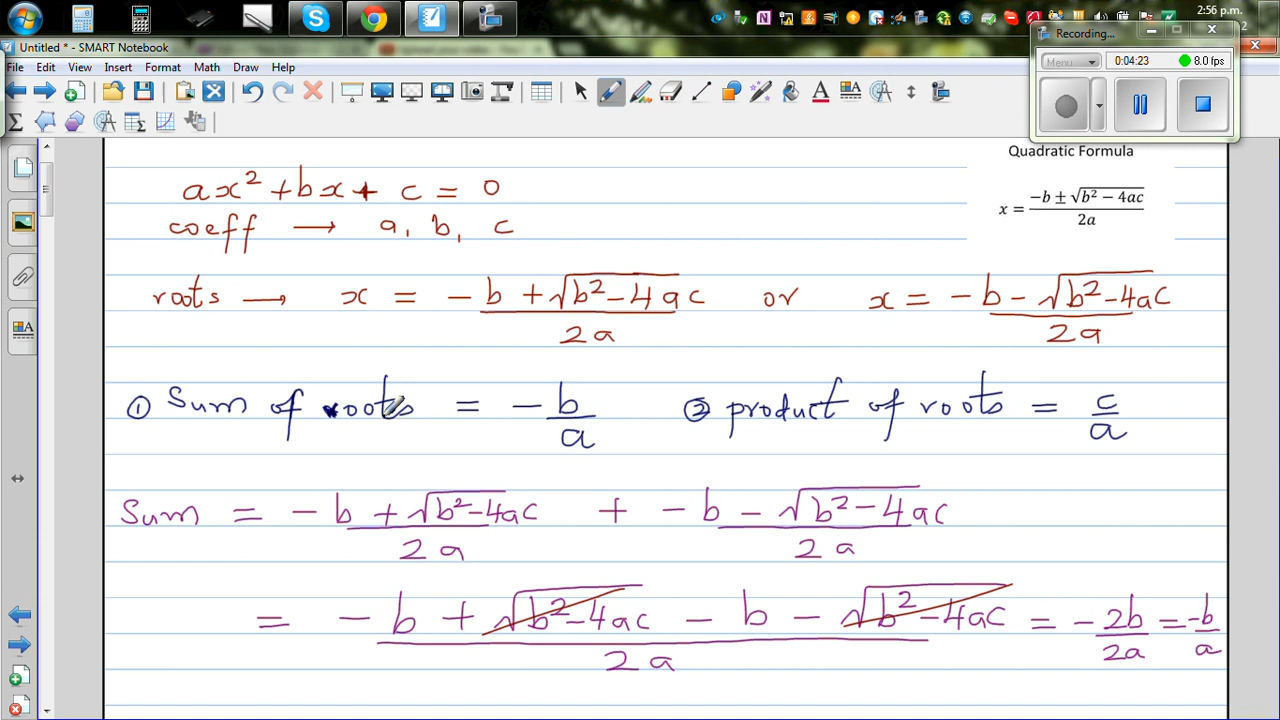 2:56 p.m.
Untitled * - SMART Notebook
Recording...
File Edit View Insert Format Math Draw Help
Menu 0:04:23 8.0 fps
Quadratic Formula
x = (-b ± √(b² − 4ac)) / 2a
ax² + bx + c = 0
coeff → a, b, c
roots → x = (-b + √(b² - 4ac)) / 2a or x = (-b - √(b² - 4ac)) / 2a
① Sum of roots = -b/a ② product of roots = c/a
Sum = (-b + √(b² - 4ac)) / 2a + (-b - √(b² - 4ac)) / 2a
= (-b + √(b² - 4ac) - b - √(b² - 4ac)) / 2a = -2b/2a = -b/a